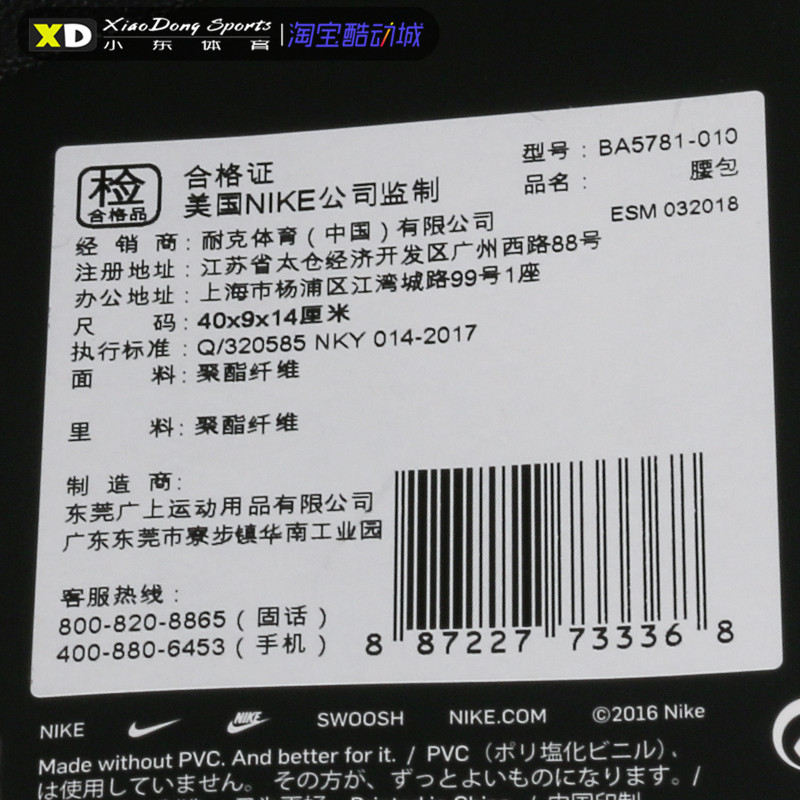 XD XiaoDong Sports
小东体育 | 淘宝酷动城
检
合格品
合格证
美国NIKE公司监制
型号：BA5781-010
品名：腰包
ESM 032018
经销商：耐克体育（中国）有限公司
注册地址：江苏省太仓经济开发区广州西路88号
办公地址：上海市杨浦区江湾城路99号1座
尺码：40x9x14厘米
执行标准：Q/320585 NKY 014-2017
面料：聚酯纤维
里料：聚酯纤维
制造商：
东莞广上运动用品有限公司
广东东莞市寮步镇华南工业园
客服热线：
800-820-8865（固话）
400-880-6453（手机）
8 87227 73336 8
NIKE NIKE SWOOSH NIKE.COM ©2016 Nike
Made without PVC. And better for it. / PVC（ポリ塩化ビニル）、
は使用していません。その方が、ずっとよいものになります。/